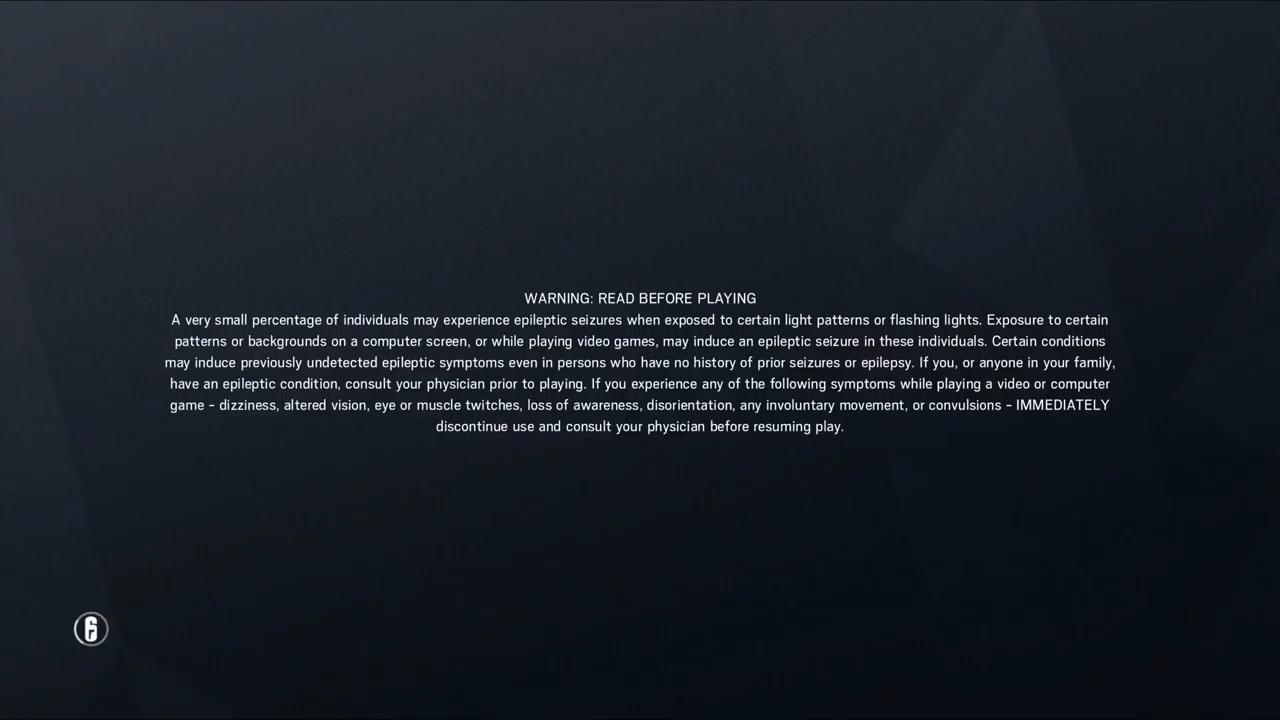 WARNING: READ BEFORE PLAYING
A very small percentage of individuals may experience epileptic seizures when exposed to certain light patterns or flashing lights. Exposure to certain
patterns or backgrounds on a computer screen, or while playing video games, may induce an epileptic seizure in these individuals. Certain conditions
may induce previously undetected epileptic symptoms even in persons who have no history of prior seizures or epilepsy. If you, or anyone in your family,
have an epileptic condition, consult your physician prior to playing. If you experience any of the following symptoms while playing a video or computer
game - dizziness, altered vision, eye or muscle twitches, loss of awareness, disorientation, any involuntary movement, or convulsions - IMMEDIATELY
discontinue use and consult your physician before resuming play.
6